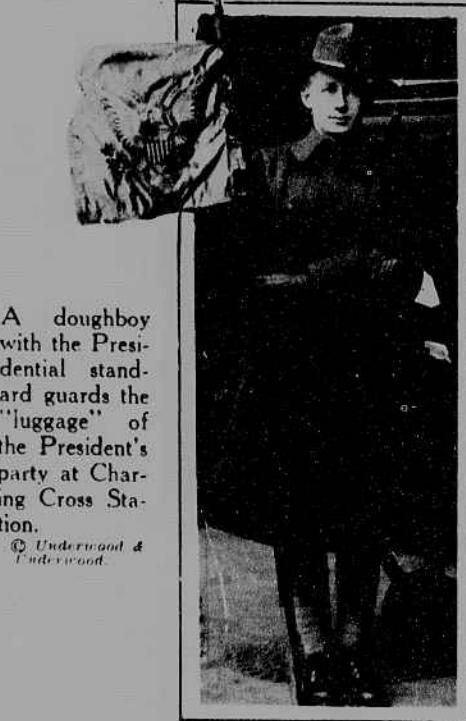 A doughboy
with the Presi-
dential stand-
ard guards the
"luggage" of
the President's
party at Char-
ing Cross Sta-
tion.
© Underwood &
Underwood.